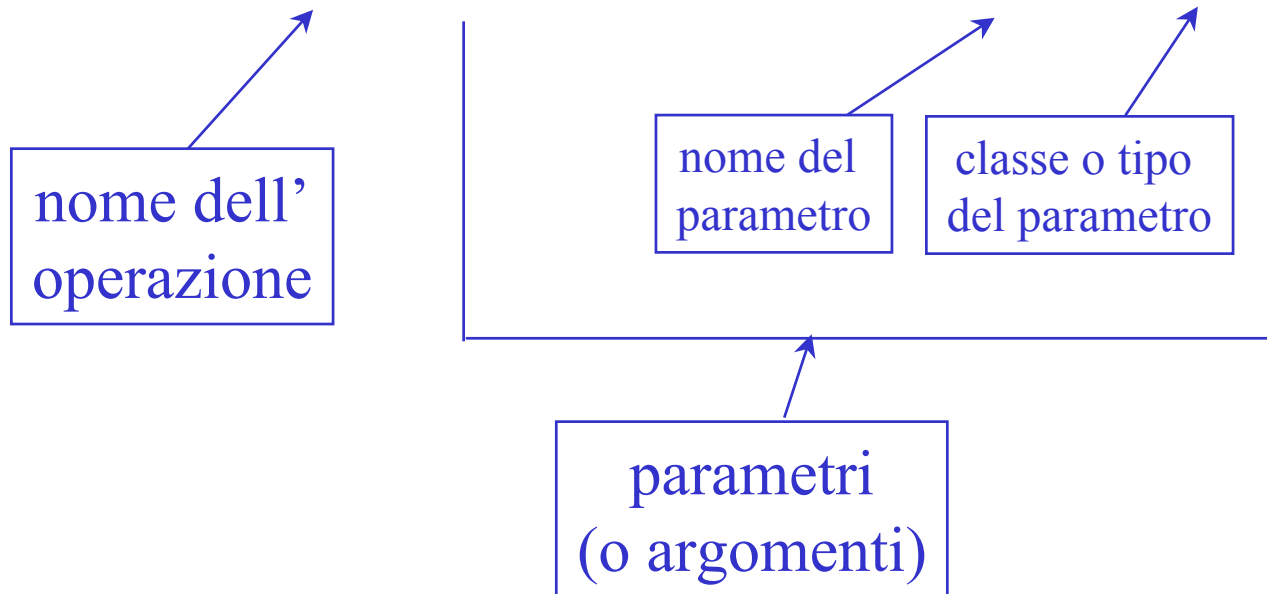 nome dell’
operazione
nome del
parametro
classe o tipo
del parametro
parametri
(o argomenti)